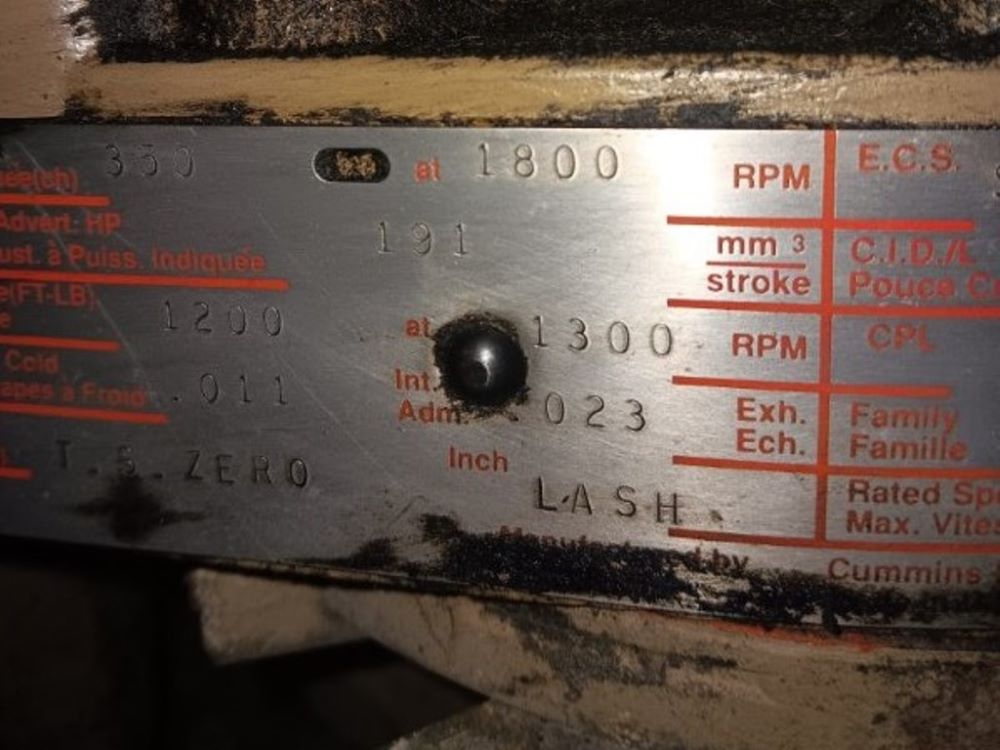 350 at 1800 RPM E.C.S.
Advert. HP 191 mm 3 C.I.D./L
ust. à Puiss. Indiquée stroke Pouce C
(FT-LB) 1200 at 1300 RPM CPL
Cold Int. Exh. Family
apes à Froid .011 Adm. .023 Ech. Famille
T.S.ZERO Inch LASH. Rated Sp
Max. Vites
by Cummins